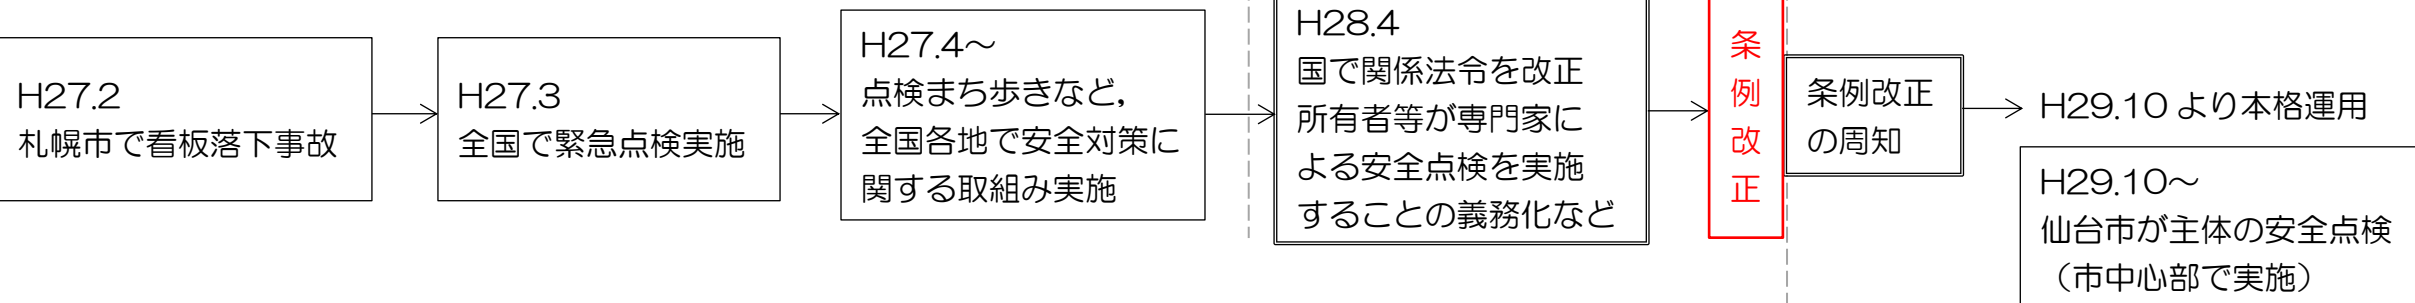 H27.2
札幌市で看板落下事故
H27.3
全国で緊急点検実施
H27.4～
点検まち歩きなど,
全国各地で安全対策に
関する取組み実施
H28.4
国で関係法令を改正
所有者等が専門家に
よる安全点検を実施
することの義務化など
条例改正
条例改正
の周知
H29.10 より本格運用
H29.10～
仙台市が主体の安全点検
（市中心部で実施）